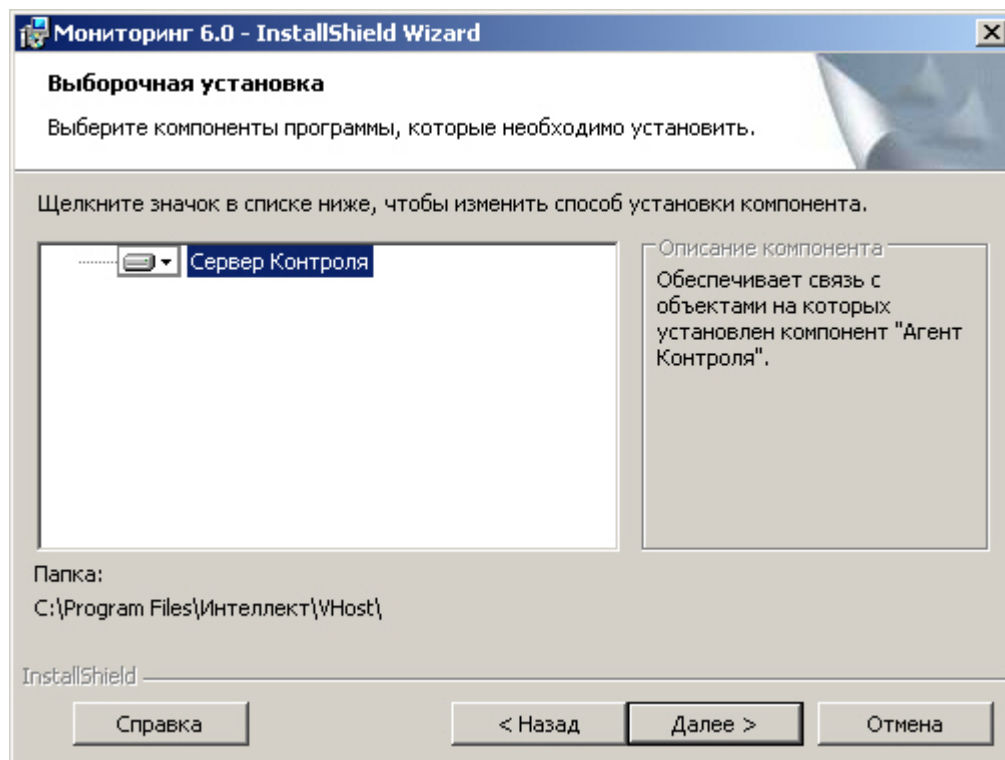 Мониторинг 6.0 - InstallShield Wizard
Выборочная установка
Выберите компоненты программы, которые необходимо установить.
Щелкните значок в списке ниже, чтобы изменить способ установки компонента.
Сервер Контроля
Описание компонента
Обеспечивает связь с
объектами на которых
установлен компонент "Агент
Контроля".
Папка:
C:\Program Files\Интеллект\VHost\
InstallShield
Справка
< Назад
Далее >
Отмена